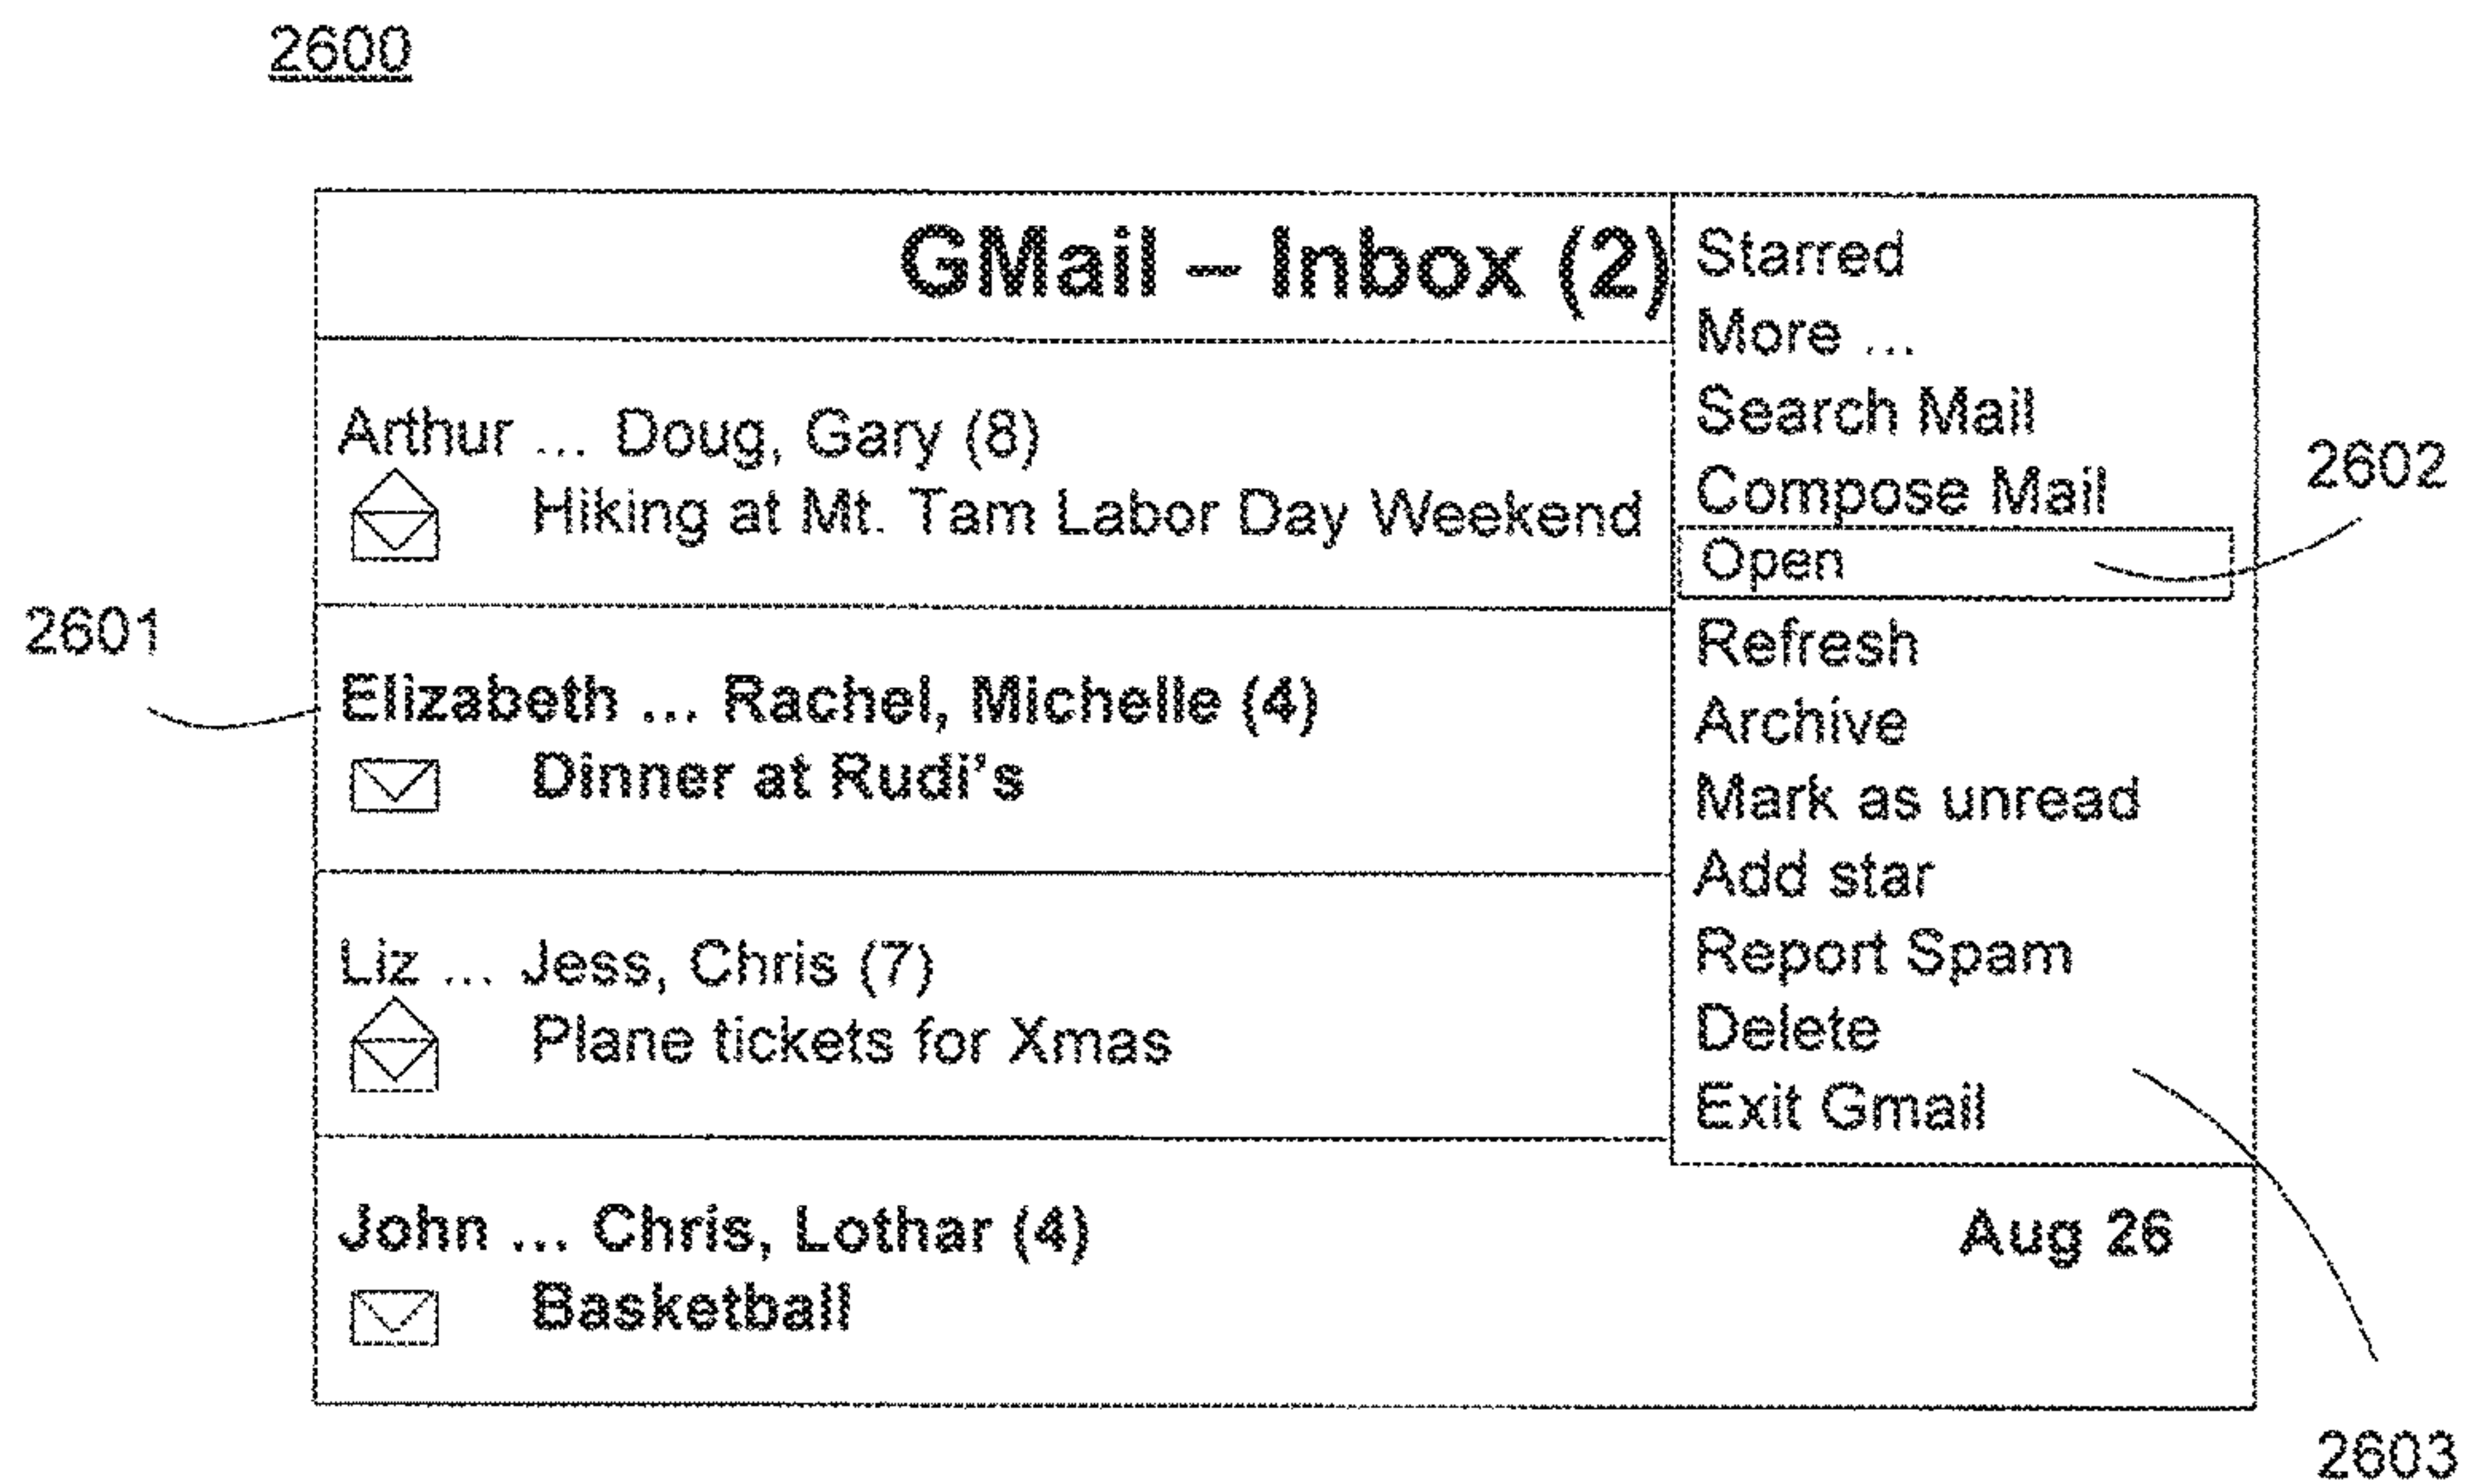 2600
GMail – Inbox (2)
Arthur ... Doug, Gary (8)
Hiking at Mt. Tam Labor Day Weekend
2601
Elizabeth ... Rachel, Michelle (4)
Dinner at Rudi's
Liz ... Jess, Chris (7)
Plane tickets for Xmas
John ... Chris, Lothar (4)
Aug 26
Basketball
Starred
More ...
Search Mail
Compose Mail
Open
2602
Refresh
Archive
Mark as unread
Add star
Report Spam
Delete
Exit Gmail
2603